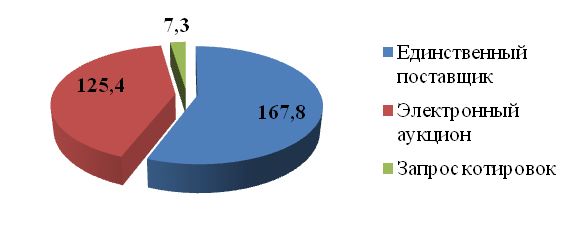 7,3
125,4
167,8
Единственный
поставщик
Электронный
аукцион
Запрос котировок